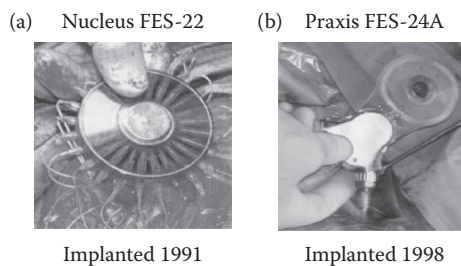 (a) Nucleus FES-22
(b) Praxis FES-24A
Implanted 1991
Implanted 1998